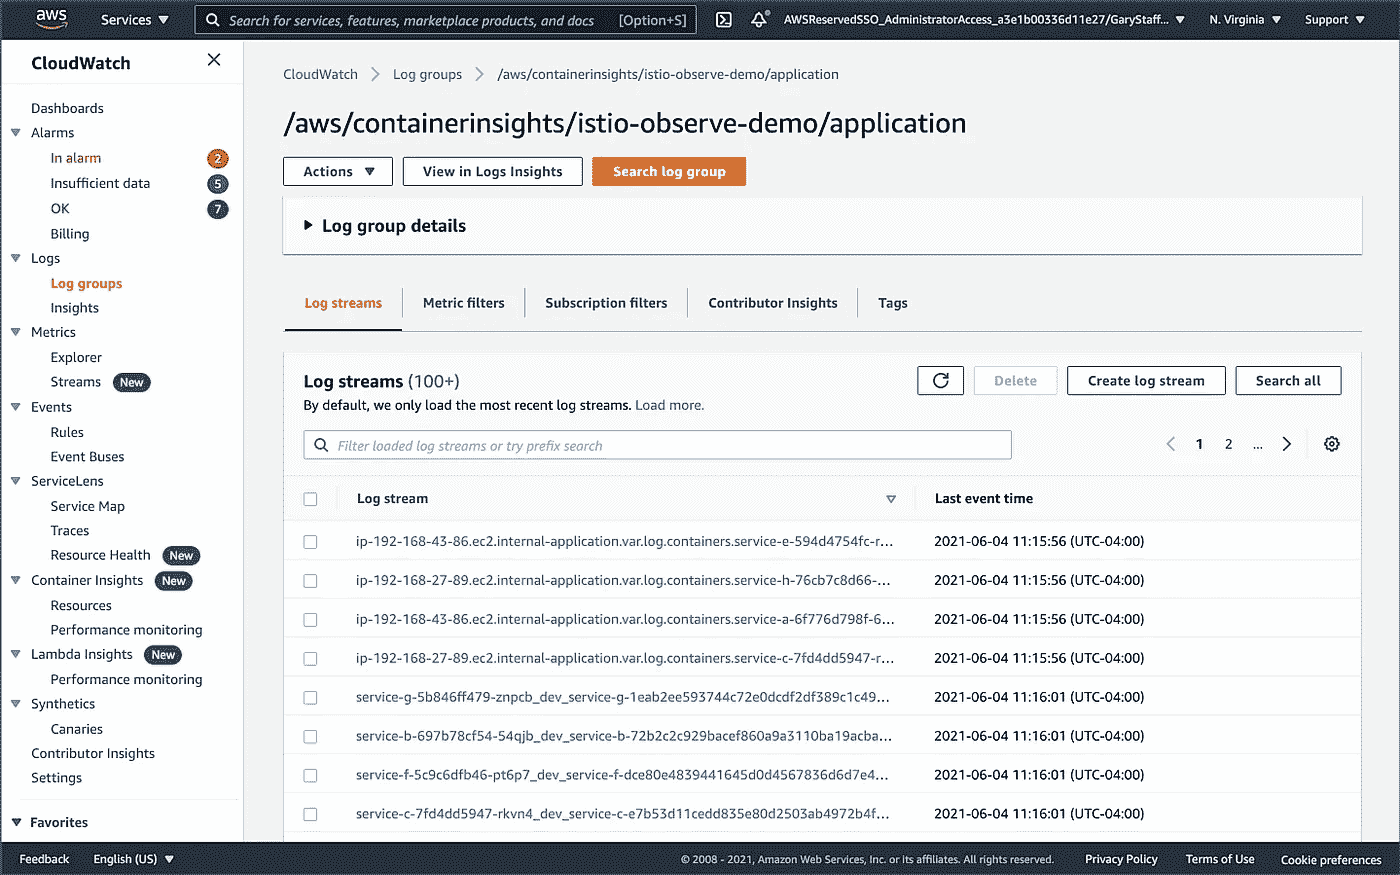 aws Services Search for services, features, marketplace products, and docs [Option+S] AWSReservedSSO_AdministratorAccess_a3e1b00336d11e27/GaryStaff... N. Virginia Support
CloudWatch
Dashboards
Alarms
In alarm 2
Insufficient data 5
OK 7
Billing
Logs
Log groups
Insights
Metrics
Explorer
Streams New
Events
Rules
Event Buses
ServiceLens
Service Map
Traces
Resource Health New
Container Insights New
Resources
Performance monitoring
Lambda Insights New
Performance monitoring
Synthetics
Canaries
Contributor Insights
Settings
Favorites
CloudWatch Log groups /aws/containerinsights/istio-observe-demo/application
/aws/containerinsights/istio-observe-demo/application
Actions View in Logs Insights Search log group
Log group details
Log streams Metric filters Subscription filters Contributor Insights Tags
Log streams (100+) Delete Create log stream Search all
By default, we only load the most recent log streams. Load more.
Filter loaded log streams or try prefix search 1 2 ...
Log stream Last event time
ip-192-168-43-86.ec2.internal-application.var.log.containers.service-e-594d4754fc-r... 2021-06-04 11:15:56 (UTC-04:00)
ip-192-168-27-89.ec2.internal-application.var.log.containers.service-h-76cb7c8d66-... 2021-06-04 11:15:56 (UTC-04:00)
ip-192-168-43-86.ec2.internal-application.var.log.containers.service-a-6f776d798f-6... 2021-06-04 11:15:56 (UTC-04:00)
ip-192-168-27-89.ec2.internal-application.var.log.containers.service-c-7fd4dd5947-r... 2021-06-04 11:15:56 (UTC-04:00)
service-g-5b846ff479-znpcb_dev_service-g-1eab2ee593744c72e0dcdf2df389c1c49... 2021-06-04 11:16:01 (UTC-04:00)
service-b-697b78cf54-54qjb_dev_service-b-72b2c2c929bacef860a9a3110ba19acba... 2021-06-04 11:16:01 (UTC-04:00)
service-f-5c9c6dfb46-pt6p7_dev_service-f-dce80e4839441645d0d4567836d6d7e4... 2021-06-04 11:16:01 (UTC-04:00)
service-c-7fd4dd5947-rkvn4_dev_service-c-e7b53d11cedd835e80d2503ab4972b4f... 2021-06-04 11:16:01 (UTC-04:00)
Feedback English (US) © 2008 - 2021, Amazon Web Services, Inc. or its affiliates. All rights reserved. Privacy Policy Terms of Use Cookie preferences